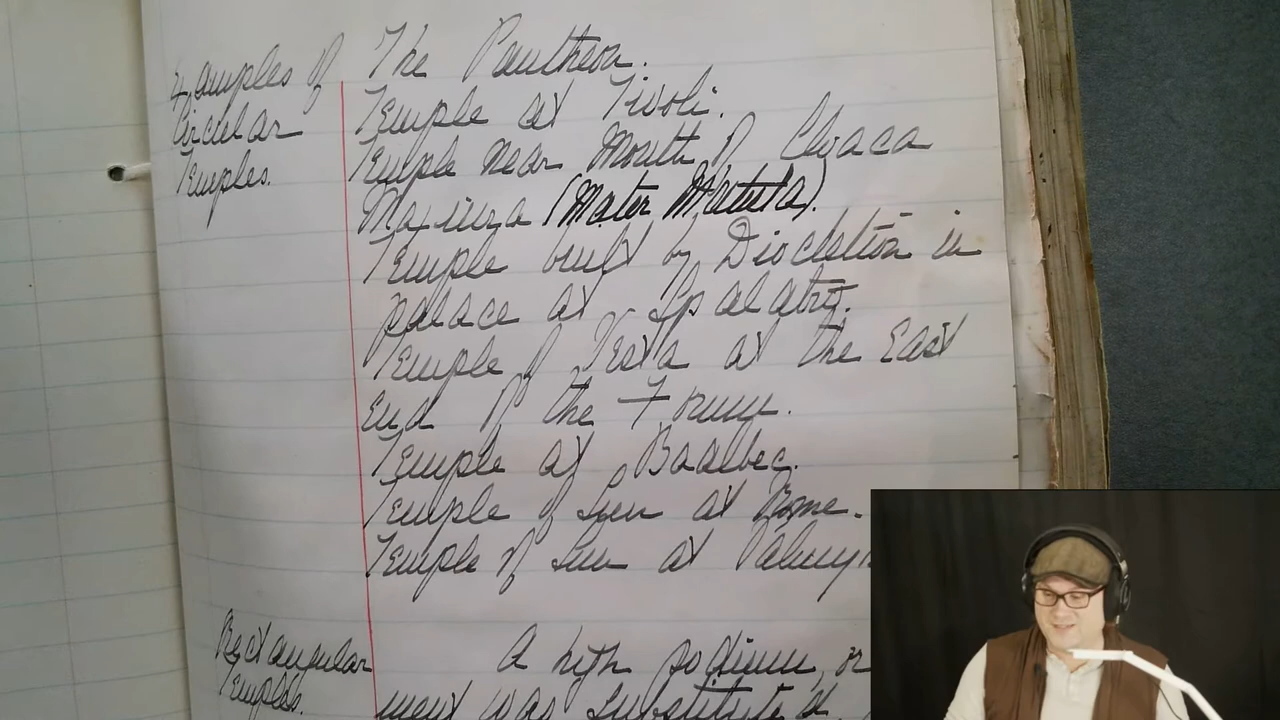 Examples of
Circular
Temples.
The Pantheon.
Temple at Tivoli.
Temple near Mouth of Cloaca
Maxima (Mater Matuta).
Temple built by Diocletian in
palace at Spalatro.
Temple of Vesta at the East
End of the Forum.
Temple at Baalbec.
Temple of Sun at Rome.
Temple of Sun at
Rectangular
Temples.
A high podium, or
ment was substituted